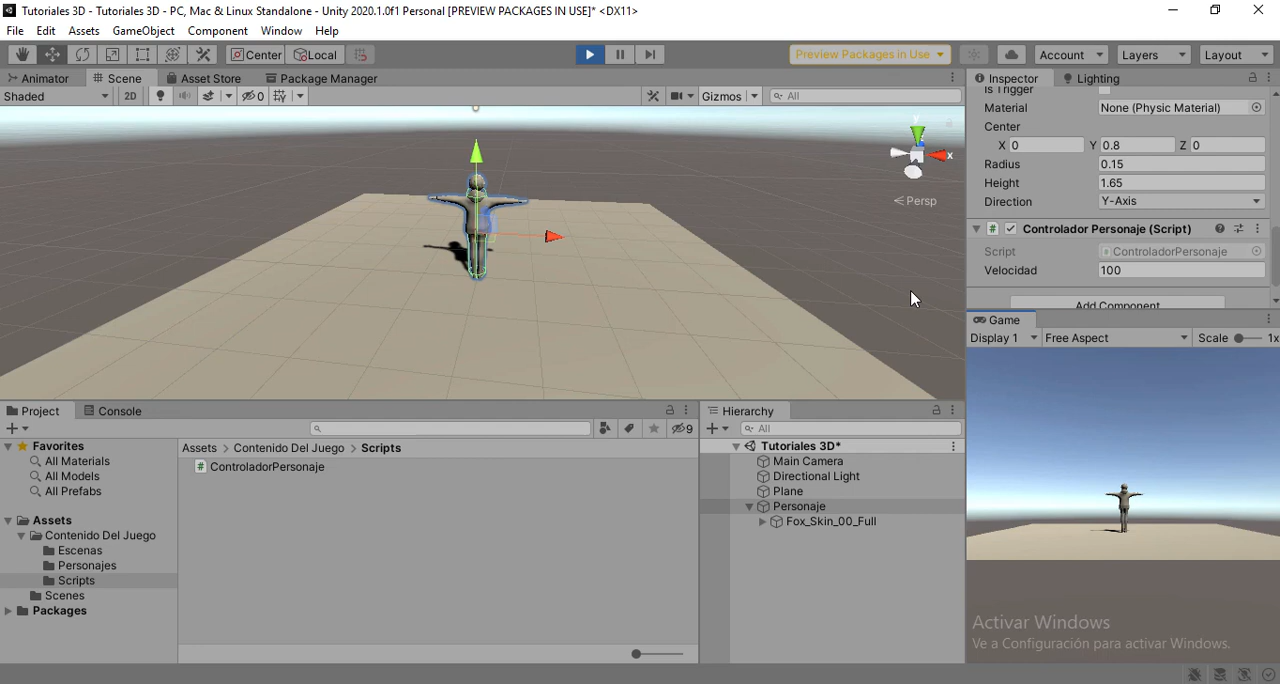 Tutoriales 3D - Tutoriales 3D - PC, Mac & Linux Standalone - Unity 2020.1.0f1 Personal [PREVIEW PACKAGES IN USE]* <DX11>
File Edit Assets GameObject Component Window Help
Center Local Preview Packages in Use Account Layers Layout
Animator Scene Asset Store Package Manager Inspector Lighting
Shaded 2D 0 Gizmos All
Is Trigger
Material None (Physic Material)
Center
X 0 Y 0.8 Z 0
Radius 0.15
Height 1.65
Direction Y-Axis
y
x
Persp
Controlador Personaje (Script)
Script ControladorPersonaje
Velocidad 100
Add Component
Game
Display 1 Free Aspect Scale 1x
Project Console
9
Favorites
All Materials
All Models
All Prefabs
Assets
Contenido Del Juego
Escenas
Personajes
Scripts
Scenes
Packages
Assets > Contenido Del Juego > Scripts
# ControladorPersonaje
Hierarchy
All
Tutoriales 3D*
Main Camera
Directional Light
Plane
Personaje
Fox_Skin_00_Full
Activar Windows
Ve a Configuración para activar Windows.